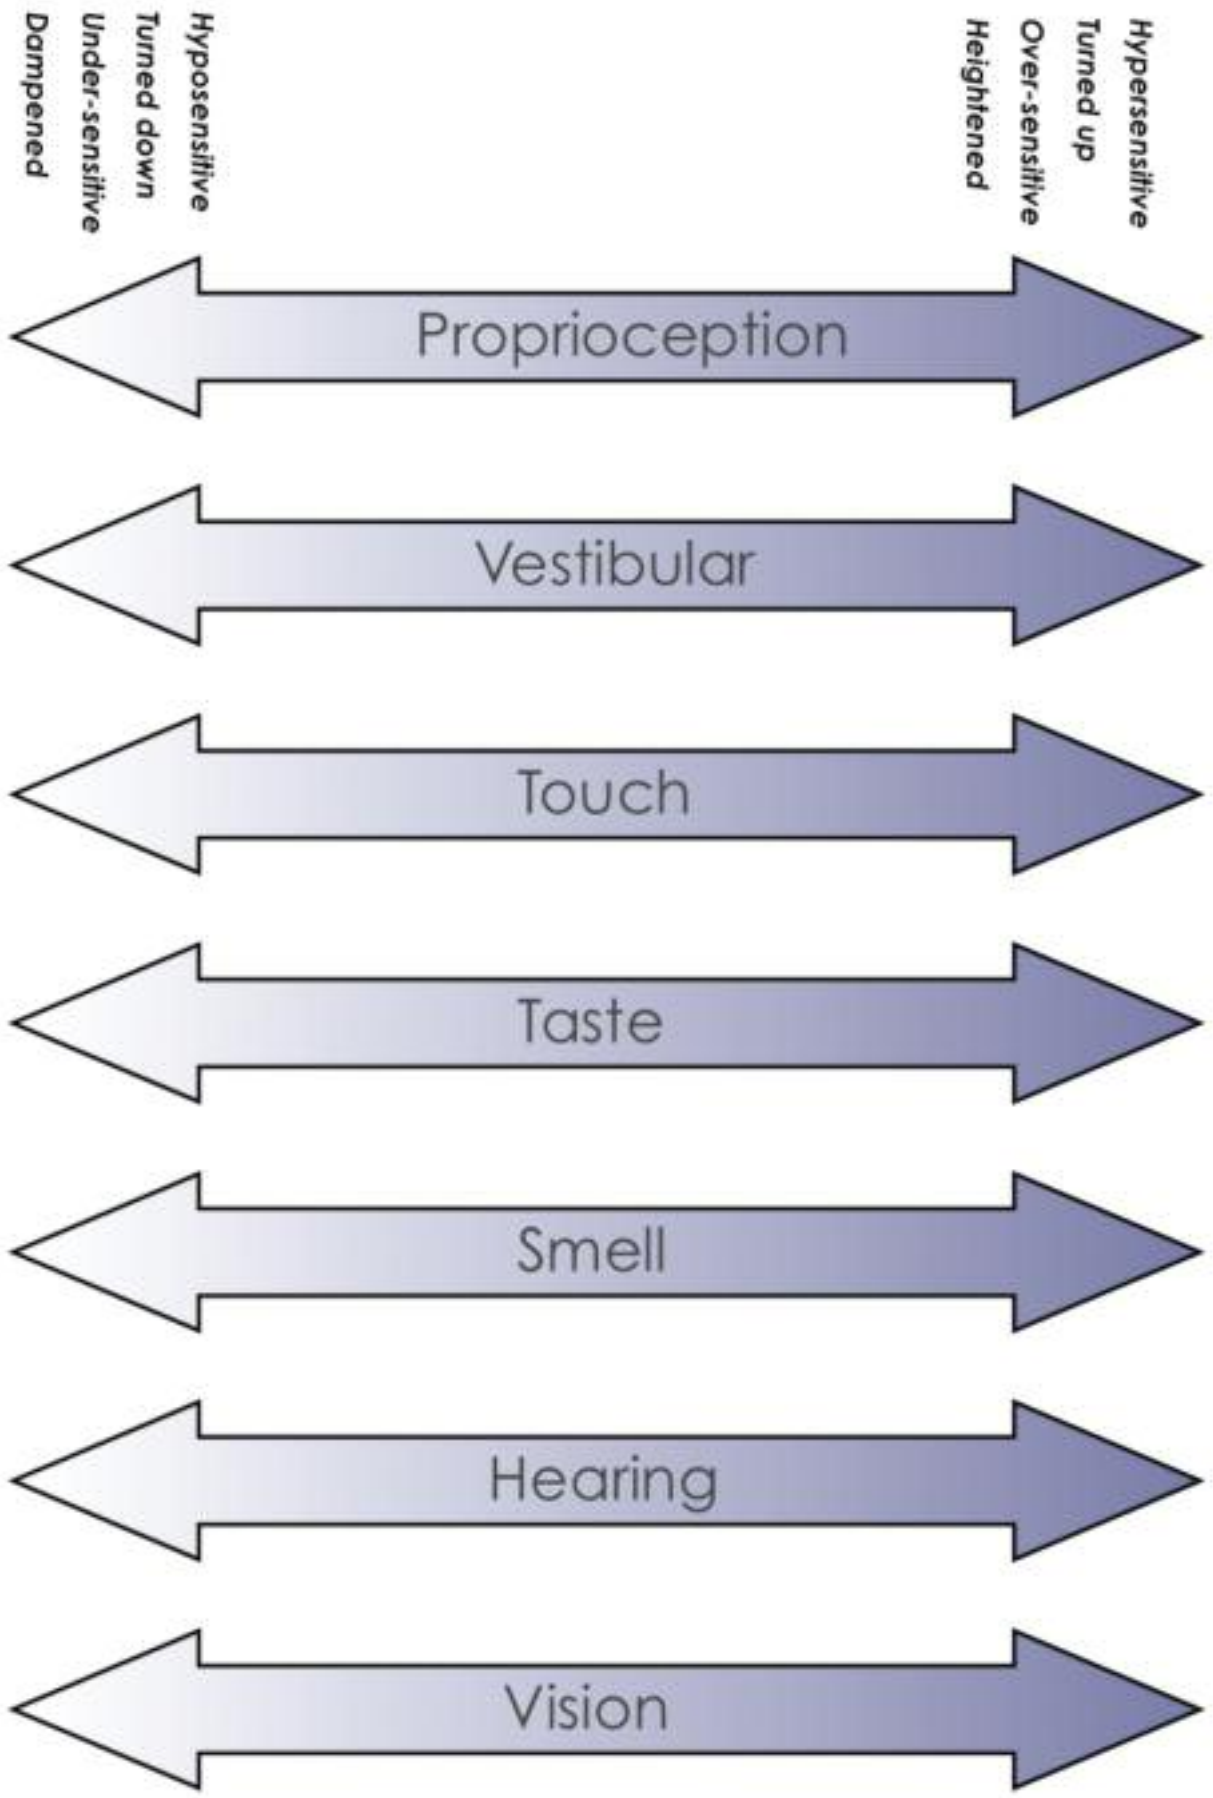 Hyposensitive
Turned down
Under-sensitive
Dampened
Hypersensitive
Turned up
Over-sensitive
Heightened
Proprioception
Vestibular
Touch
Taste
Smell
Hearing
Vision